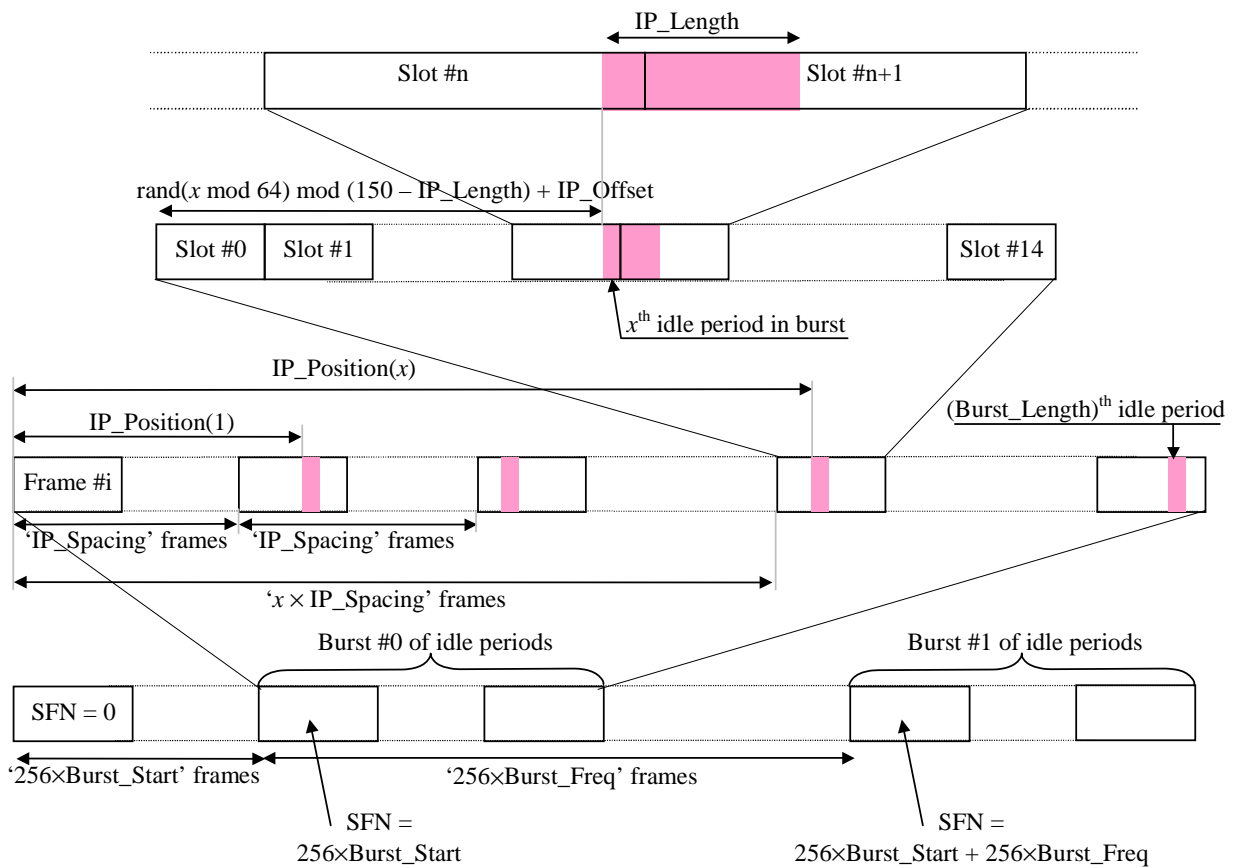 IP_Length
Slot #n
Slot #n+1
rand(x mod 64) mod (150 – IP_Length) + IP_Offset
Slot #0
Slot #1
Slot #14
xth idle period in burst
IP_Position(x)
IP_Position(1)
(Burst_Length)th idle period
Frame #i
‘IP_Spacing’ frames
‘IP_Spacing’ frames
‘x × IP_Spacing’ frames
Burst #0 of idle periods
Burst #1 of idle periods
SFN = 0
‘256×Burst_Start’ frames
‘256×Burst_Freq’ frames
SFN =
256×Burst_Start
SFN =
256×Burst_Start + 256×Burst_Freq